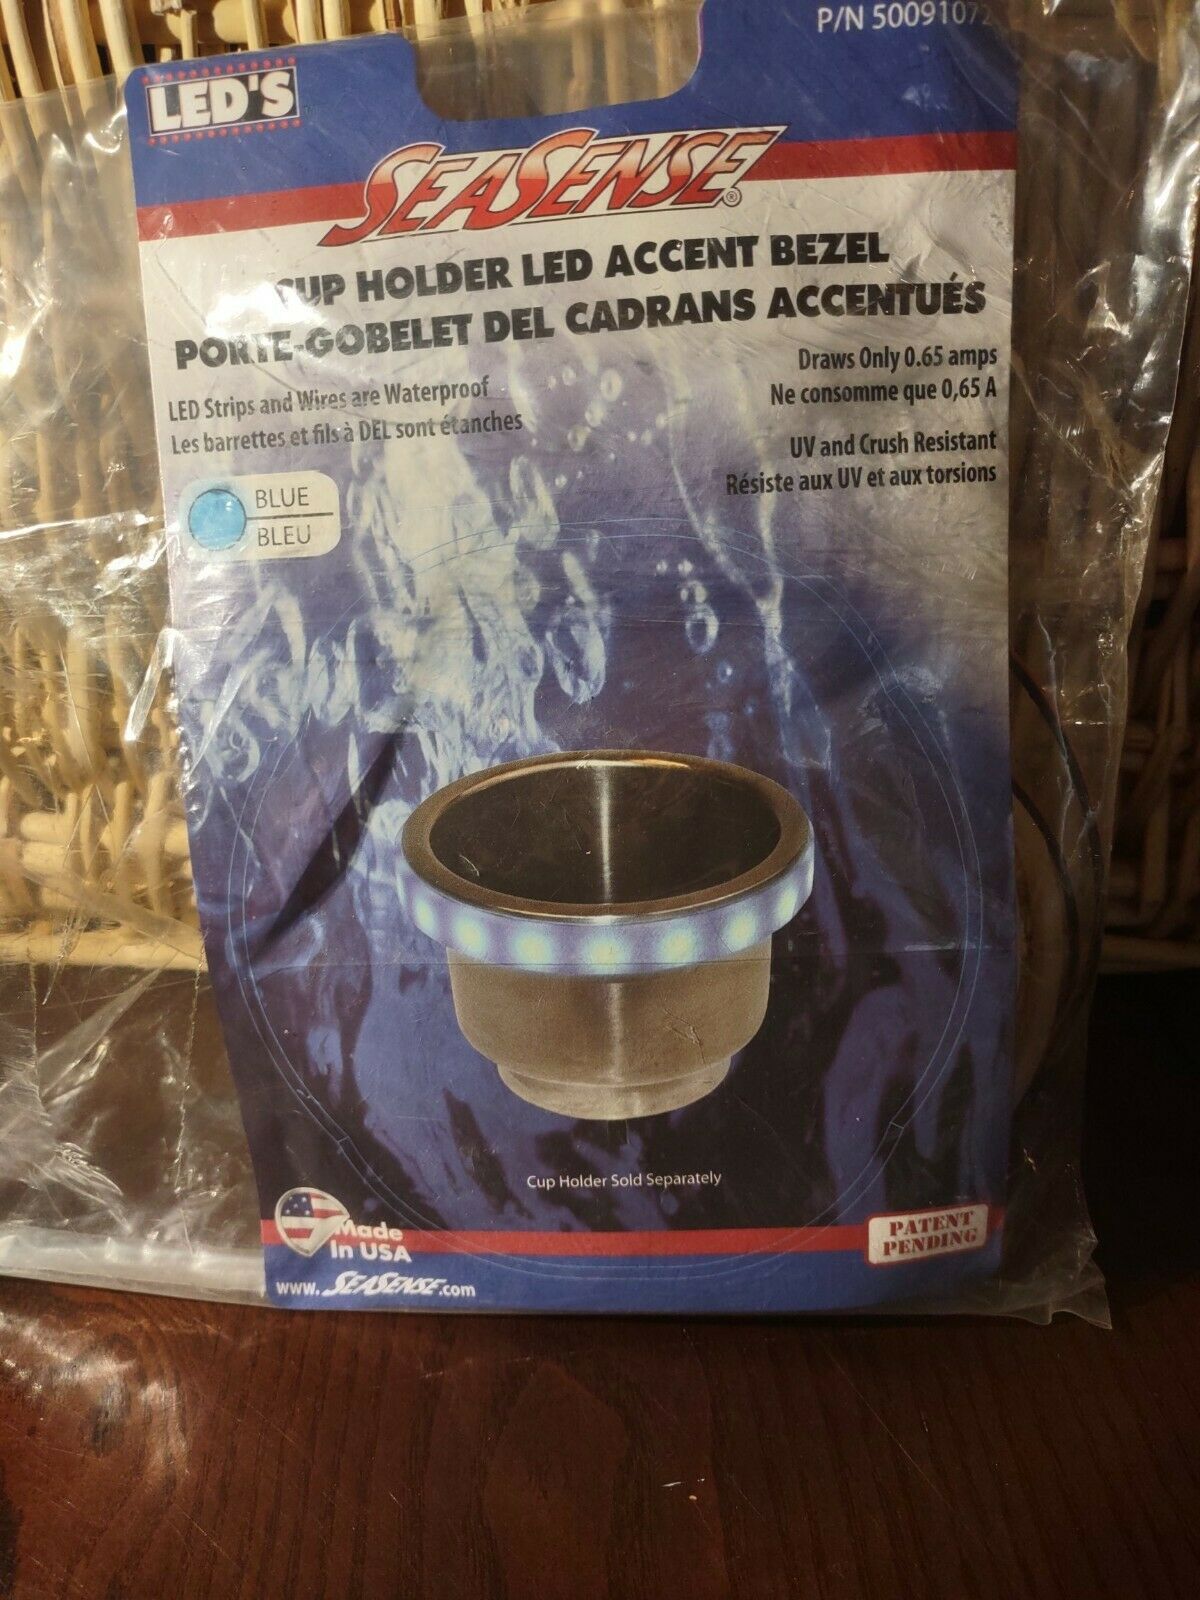 P/N 50091072
LED'S
SEASENSE®
CUP HOLDER LED ACCENT BEZEL
PORTE-GOBELET DEL CADRANS ACCENTUÉS
LED Strips and Wires are Waterproof
Les barrettes et fils à DEL sont étanches
Draws Only 0.65 amps
Ne consomme que 0,65 A
UV and Crush Resistant
Résiste aux UV et aux torsions
BLUE
BLEU
Cup Holder Sold Separately
Made
In USA
PATENT
PENDING
www.SEASENSE.com